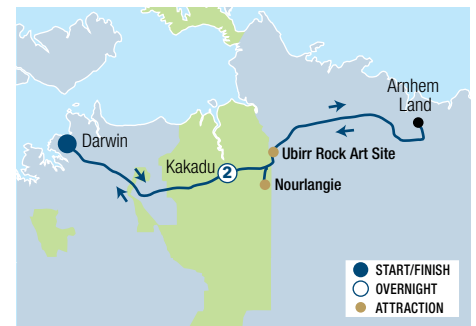 Arnhem
Land
Darwin
Ubirr Rock Art Site
Kakadu
2
Nourlangie
START/FINISH
OVERNIGHT
ATTRACTION